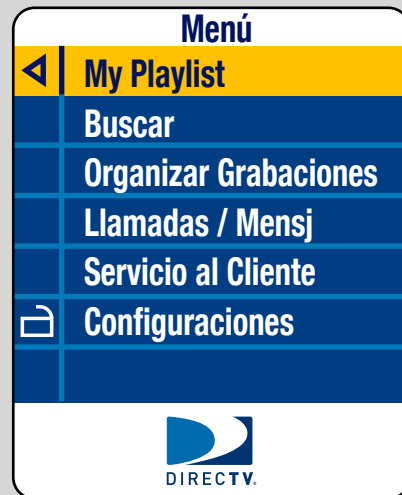 Menú
My Playlist
Buscar
Organizar Grabaciones
Llamadas / Mensj
Servicio al Cliente
Configuraciones
DIRECTV®